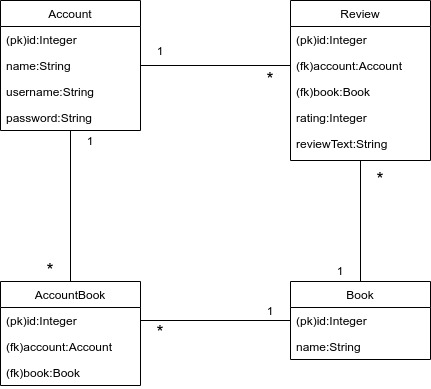 Account
(pk)id:Integer
name:String
username:String
password:String
1
*
Review
(pk)id:Integer
(fk)account:Account
(fk)book:Book
rating:Integer
reviewText:String
1
*
*
1
AccountBook
(pk)id:Integer
(fk)account:Account
(fk)book:Book
*
1
Book
(pk)id:Integer
name:String